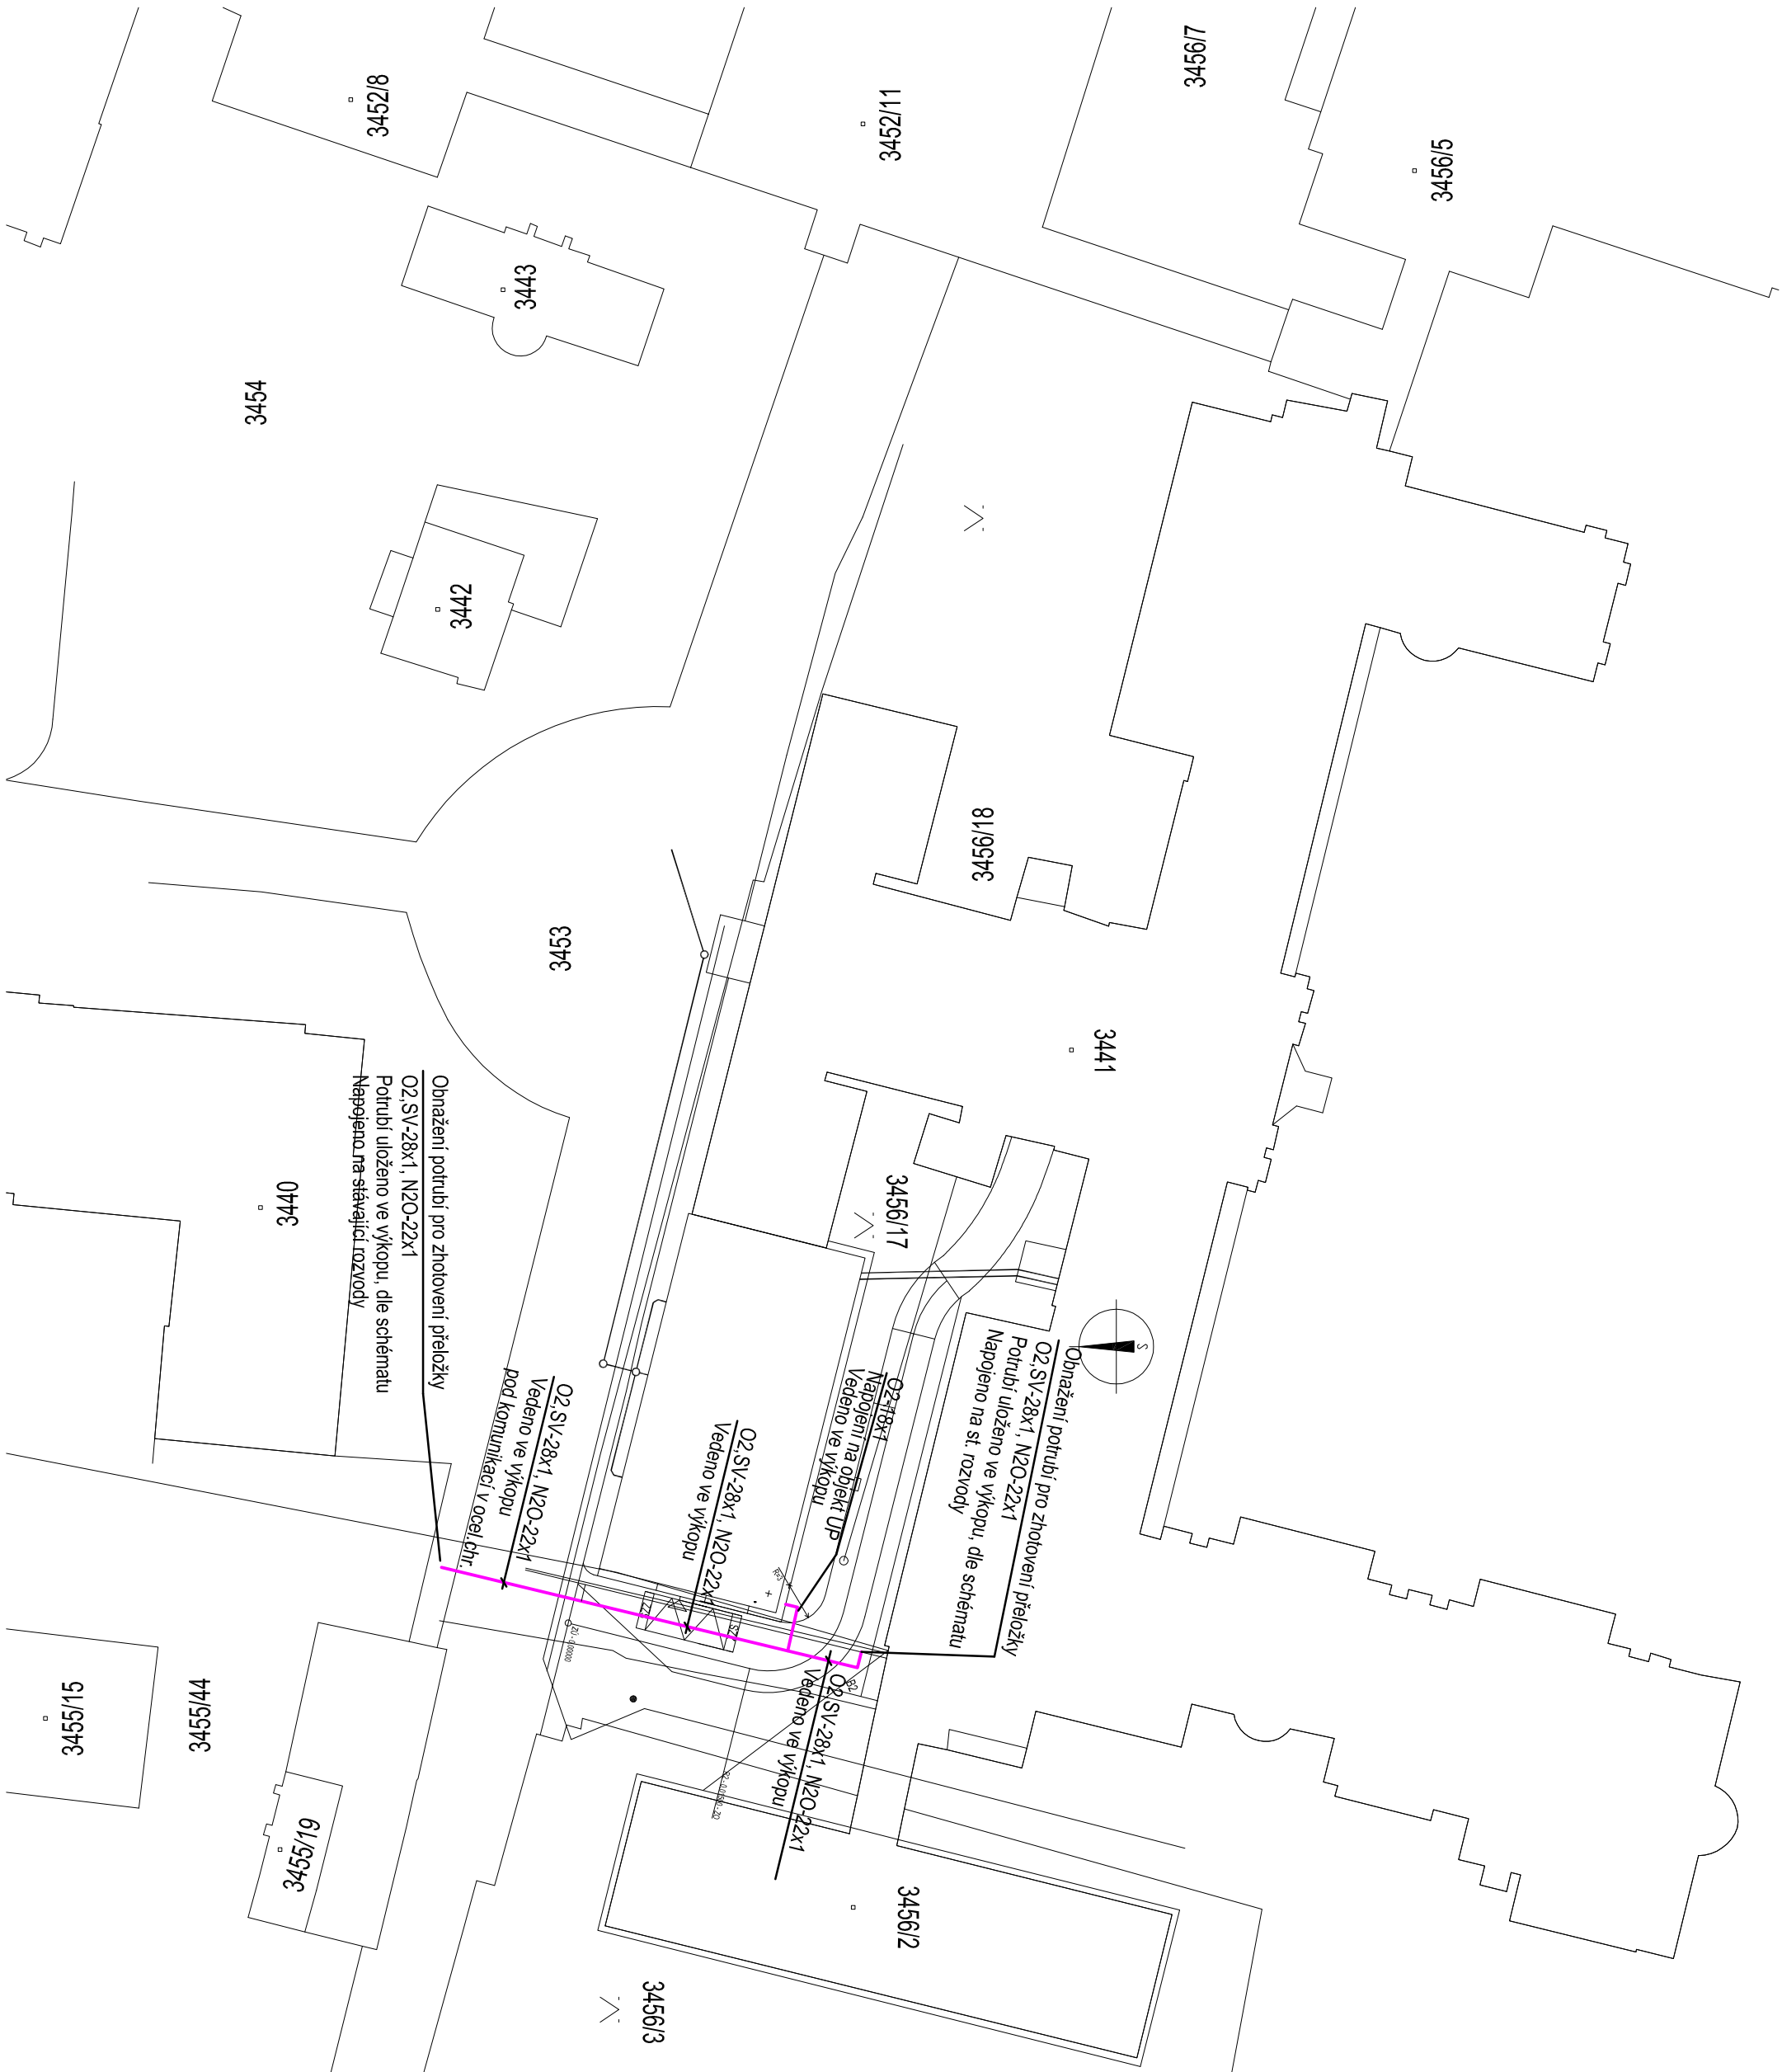 3456/7
3456/5
3452/11
3452/8
3443
3454
3442
3456/18
3453
3441
3456/17
3440
S
Obnažení potrubí pro zhotovení přeložky
O2,SV-28x1, N2O-22x1
Potrubí uloženo ve výkopu, dle schématu
Napojeno na st. rozvody
O2-18x1
Napojení na objekt UP
Vedeno ve výkopu
O2,SV-28x1, N2O-22x1
Vedeno ve výkopu
O2,SV-28x1, N2O-22x1
Vedeno ve výkopu
pod komunikací v ocel.chr.
Obnažení potrubí pro zhotovení přeložky
O2,SV-28x1, N2O-22x1
Potrubí uloženo ve výkopu, dle schématu
Napojeno na stávající rozvody
O2,SV-28x1, N2O-22x1
Vedeno ve výkopu
3455/15
3455/44
3455/19
3456/2
3456/3